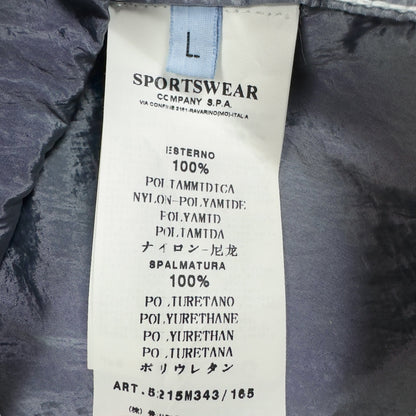 L
SPORTSWEAR
COMPANY S.P.A.
VIA CONFINE 2161-RAVARINO(MO)-ITALIA
ESTERNO
100%
POLIAMMIDICA
NYLON-POLYAMIDE
POLYAMID
POLIAMIDA
ナイロン-尼龙
SPALMATURA
100%
POLIURETANO
POLYURETHANE
POLYURETHAN
POLIURETANA
ポリウレタン
ART. 5215M343/165
(株)